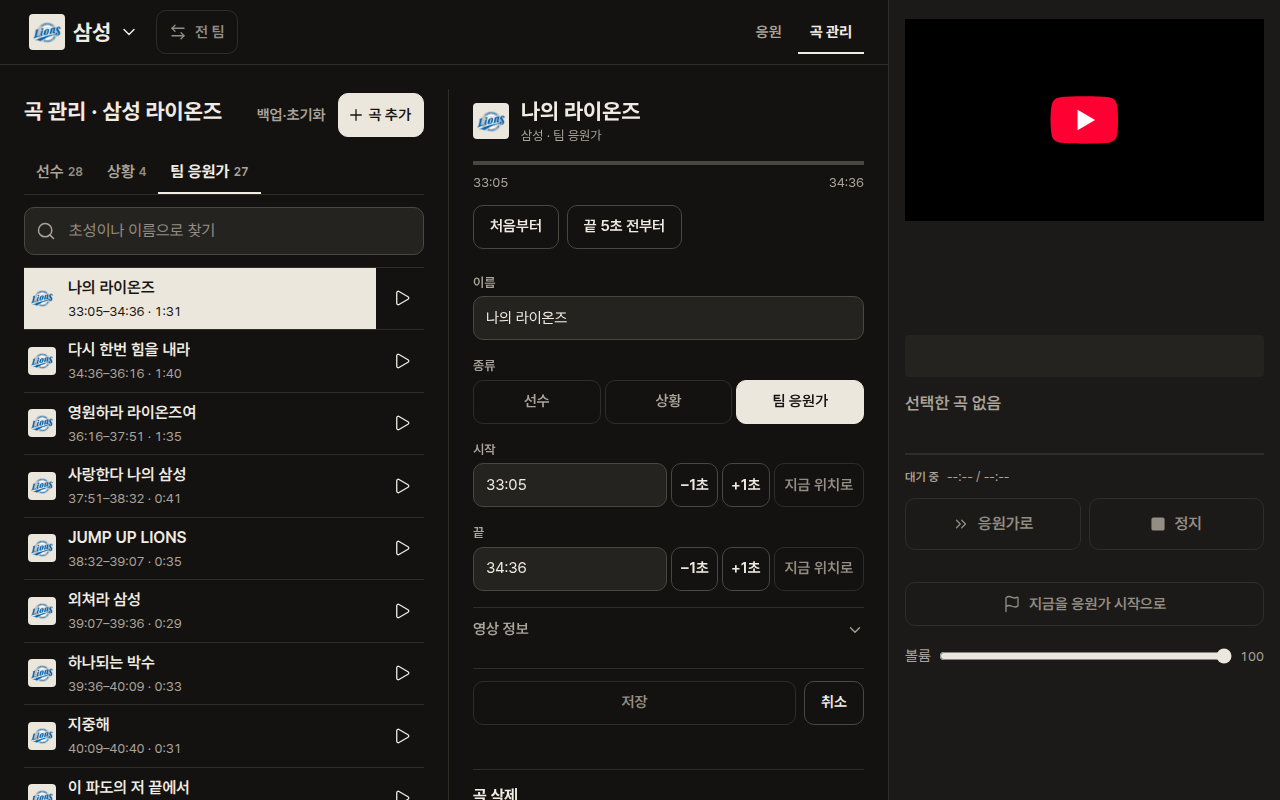 Lions 삼성
전 팀
응원
곡 관리
곡 관리 · 삼성 라이온즈
백업·초기화
곡 추가
선수 28
상황 4
팀 응원가 27
초성이나 이름으로 찾기
Lions
나의 라이온즈
33:05–34:36 · 1:31
Lions
다시 한번 힘을 내라
34:36–36:16 · 1:40
Lions
영원하라 라이온즈여
36:16–37:51 · 1:35
Lions
사랑한다 나의 삼성
37:51–38:32 · 0:41
Lions
JUMP UP LIONS
38:32–39:07 · 0:35
Lions
외쳐라 삼성
39:07–39:36 · 0:29
Lions
하나되는 박수
39:36–40:09 · 0:33
Lions
지중해
40:09–40:40 · 0:31
Lions
이 파도의 저 끝에서
Lions
나의 라이온즈
삼성 · 팀 응원가
33:05
34:36
처음부터
끝 5초 전부터
이름
나의 라이온즈
종류
선수
상황
팀 응원가
시작
33:05
−1초
+1초
지금 위치로
끝
34:36
−1초
+1초
지금 위치로
영상 정보
저장
취소
곡 삭제
선택한 곡 없음
대기 중 --:-- / --:--
응원가로
정지
지금을 응원가 시작으로
볼륨
100